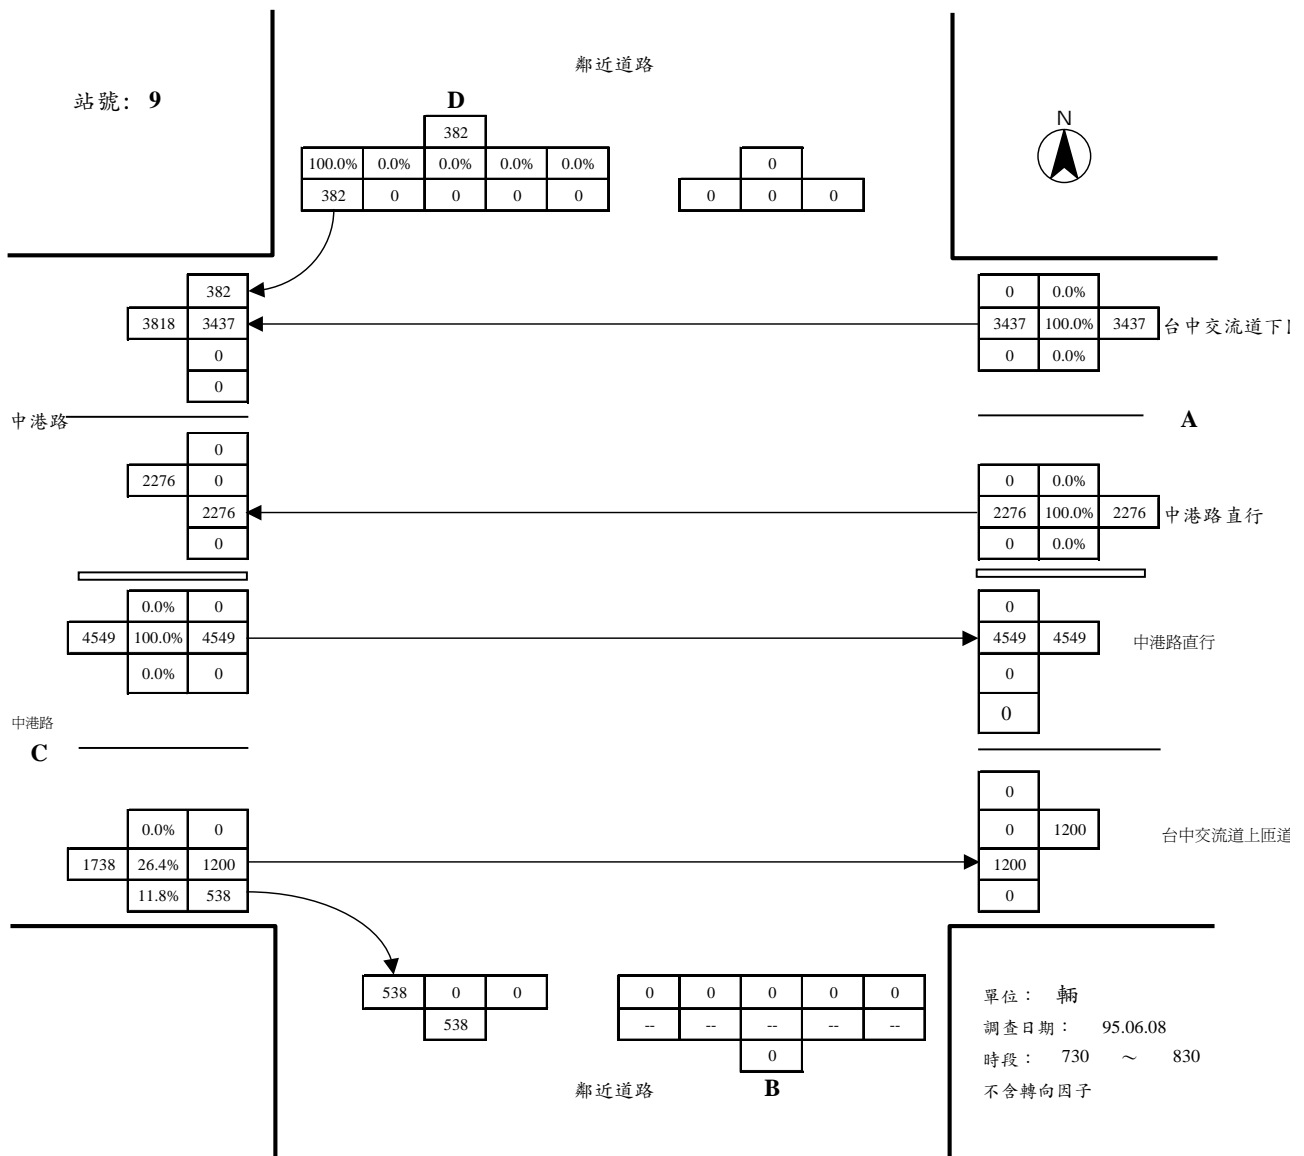 鄰近道路
站號: 9
N
D
382
100.0% 0.0% 0.0% 0.0% 0.0%
382 0 0 0 0
0
0 0 0
382
3818 3437
0
0
0 0.0%
3437 100.0% 3437
0 0.0%
台中交流道下
中港路
A
0
2276 0
2276
0
0 0.0%
2276 100.0% 2276
0 0.0%
中港路直行
0.0% 0
4549 100.0% 4549
0.0% 0
0
4549 4549
0
0
中港路直行
中港路
C
0.0% 0
1738 26.4% 1200
11.8% 538
0
0 1200
1200
0
台中交流道上匝道
538 0 0
538
0 0 0 0 0
-- -- -- -- --
0
鄰近道路
B
單位: 輛
調查日期: 95.06.08
時段: 730 ～ 830
不含轉向因子